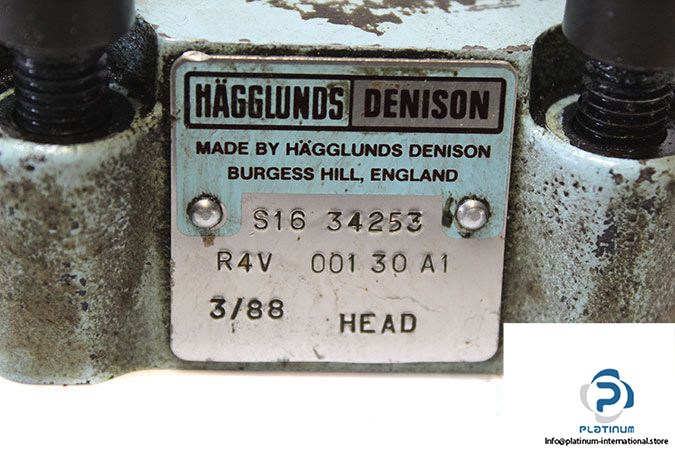 HÄGGLUNDS DENISON
MADE BY HÄGGLUNDS DENISON
BURGESS HILL, ENGLAND
S16 34253
R4V 001 30 A1
3/88 HEAD
PLATINUM
Info@platinum-international.store